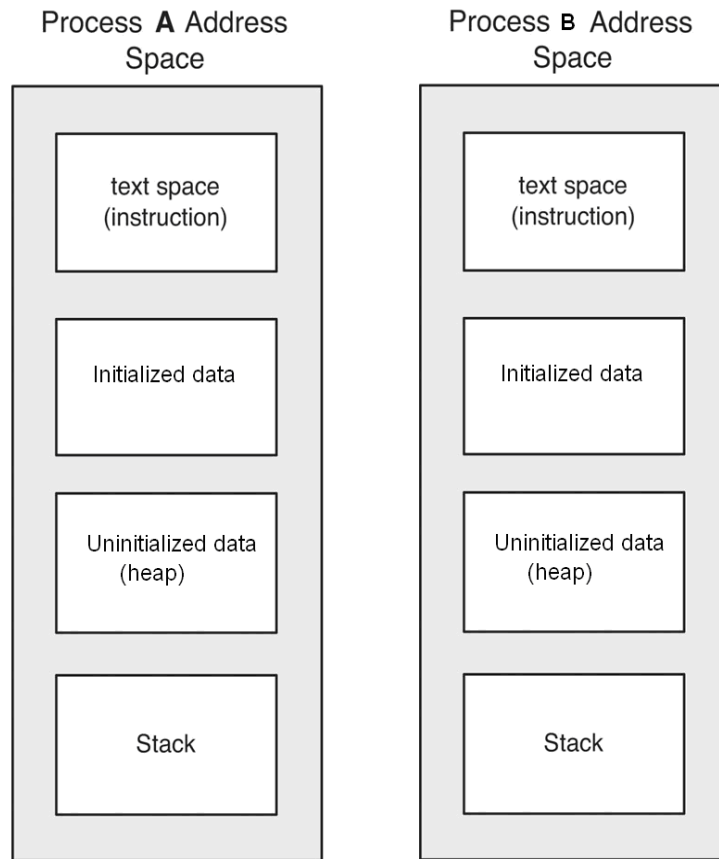 Process A Address
Space
text space
(instruction)
Initialized data
Uninitialized data
(heap)
Stack
Process B Address
Space
text space
(instruction)
Initialized data
Uninitialized data
(heap)
Stack